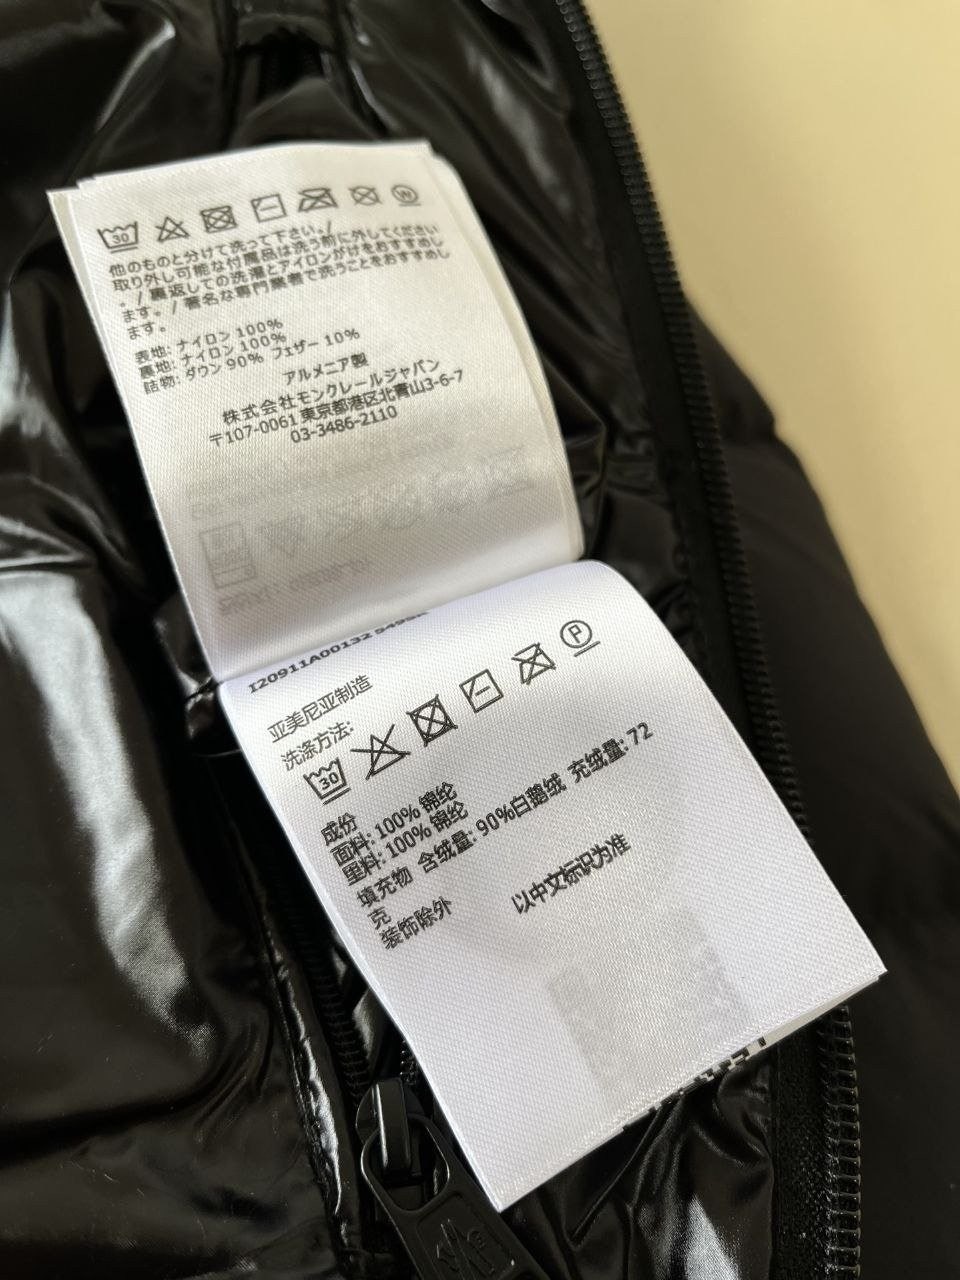 30
W
他のものと分けて洗って下さい。/
取り外し可能な付属品は洗う前に外してください
。/ 裏返しての洗濯とアイロンがけをおすすめし
ます。/ 著名な専門業者で洗うことをおすすめし
ます。
表地: ナイロン 100%
裏地: ナイロン 100%
詰物: ダウン 90% フェザー 10%
アルメニア製
株式会社モンクレールジャパン
〒107-0061 東京都港区北青山3-6-7
03-3486-2110
I20911A00132
亚美尼亚制造
洗涤方法:
30
P
成份
面料: 100% 锦纶
里料: 100% 锦纶
填充物 含绒量: 90%白鹅绒 充绒量: 72
克
装饰除外
以中文标识为准